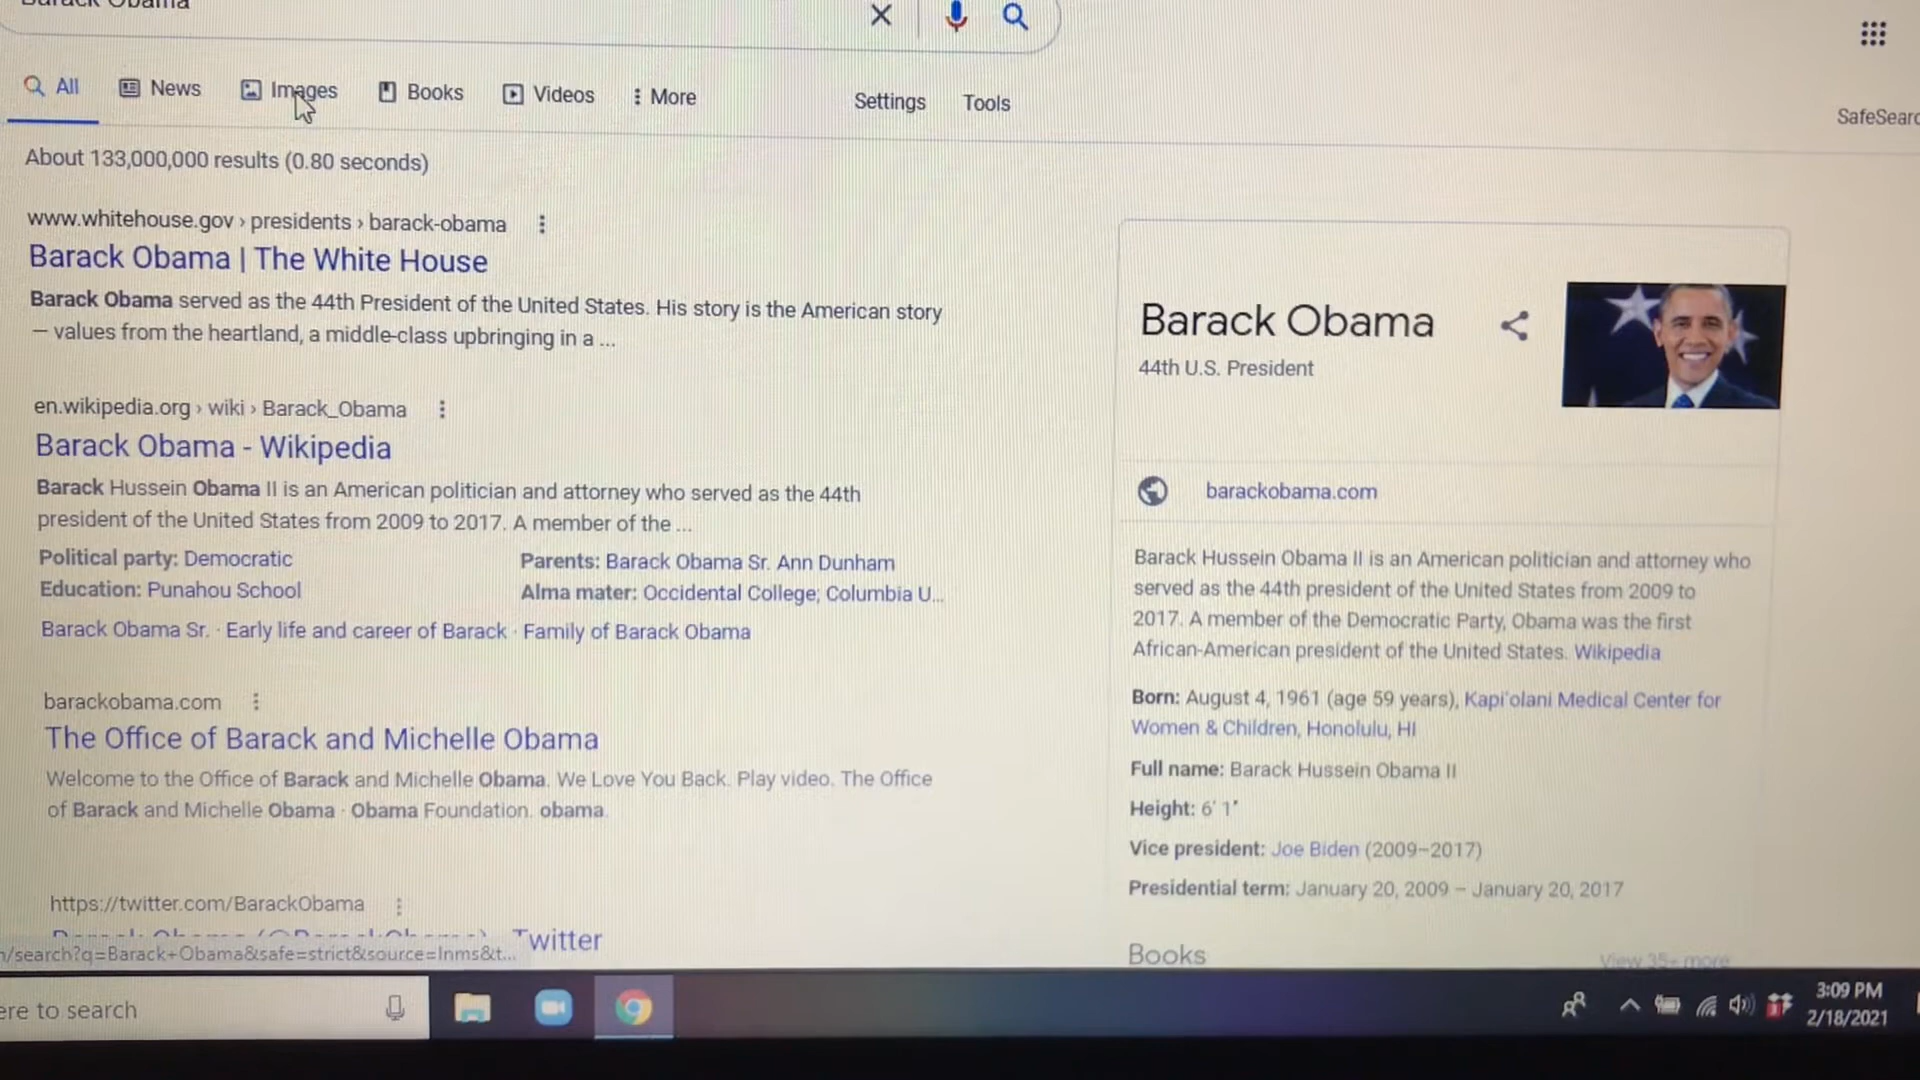 Barack Obama
All News Images Books Videos More Settings Tools
SafeSearc
About 133,000,000 results (0.80 seconds)
www.whitehouse.gov › presidents › barack-obama
Barack Obama | The White House
Barack Obama served as the 44th President of the United States. His story is the American story
— values from the heartland, a middle-class upbringing in a ...
en.wikipedia.org › wiki › Barack_Obama
Barack Obama - Wikipedia
Barack Hussein Obama II is an American politician and attorney who served as the 44th
president of the United States from 2009 to 2017. A member of the ...
Political party: Democratic Parents: Barack Obama Sr. Ann Dunham
Education: Punahou School Alma mater: Occidental College; Columbia U...
Barack Obama Sr. · Early life and career of Barack · Family of Barack Obama
barackobama.com
The Office of Barack and Michelle Obama
Welcome to the Office of Barack and Michelle Obama. We Love You Back. Play video. The Office
of Barack and Michelle Obama · Obama Foundation. obama.
https://twitter.com/BarackObama
Twitter
n/search?q=Barack+Obama&safe=strict&source=lnms&t...
Barack Obama
44th U.S. President
barackobama.com
Barack Hussein Obama II is an American politician and attorney who
served as the 44th president of the United States from 2009 to
2017. A member of the Democratic Party, Obama was the first
African-American president of the United States. Wikipedia
Born: August 4, 1961 (age 59 years), Kapi'olani Medical Center for
Women & Children, Honolulu, HI
Full name: Barack Hussein Obama II
Height: 6′ 1″
Vice president: Joe Biden (2009–2017)
Presidential term: January 20, 2009 – January 20, 2017
Books View 35+ more
ere to search
3:09 PM
2/18/2021